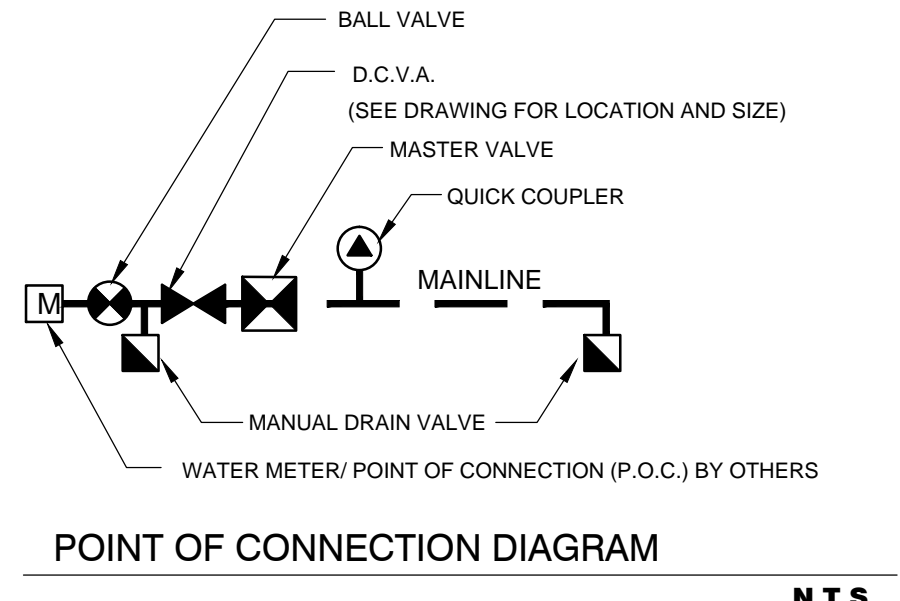 BALL VALVE
D.C.V.A.
(SEE DRAWING FOR LOCATION AND SIZE)
MASTER VALVE
QUICK COUPLER
MAINLINE
M
MANUAL DRAIN VALVE
WATER METER/ POINT OF CONNECTION (P.O.C.) BY OTHERS
POINT OF CONNECTION DIAGRAM
N T S